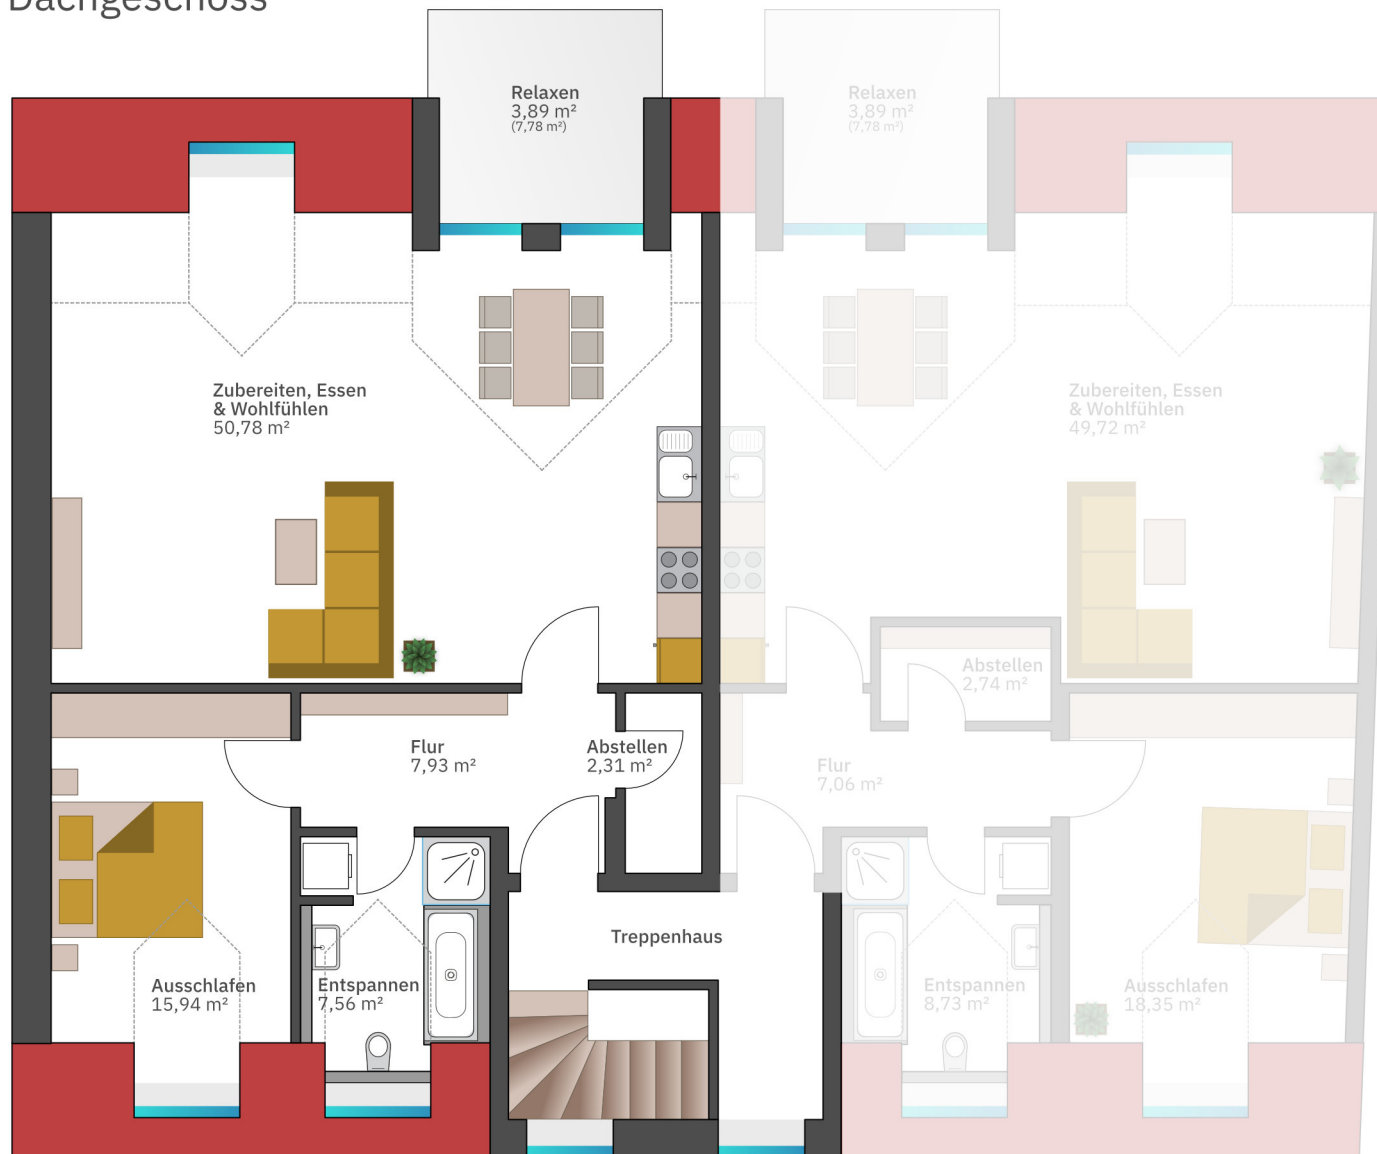 Dachgeschoss
Relaxen
3,89 m²
(7,78 m²)
Relaxen
3,89 m²
(7,78 m²)
Zubereiten, Essen
& Wohlfühlen
50,78 m²
Zubereiten, Essen
& Wohlfühlen
49,72 m²
Abstellen
2,74 m²
Flur
7,93 m²
Abstellen
2,31 m²
Flur
7,06 m²
Treppenhaus
Ausschlafen
15,94 m²
Entspannen
7,56 m²
Entspannen
8,73 m²
Ausschlafen
18,35 m²